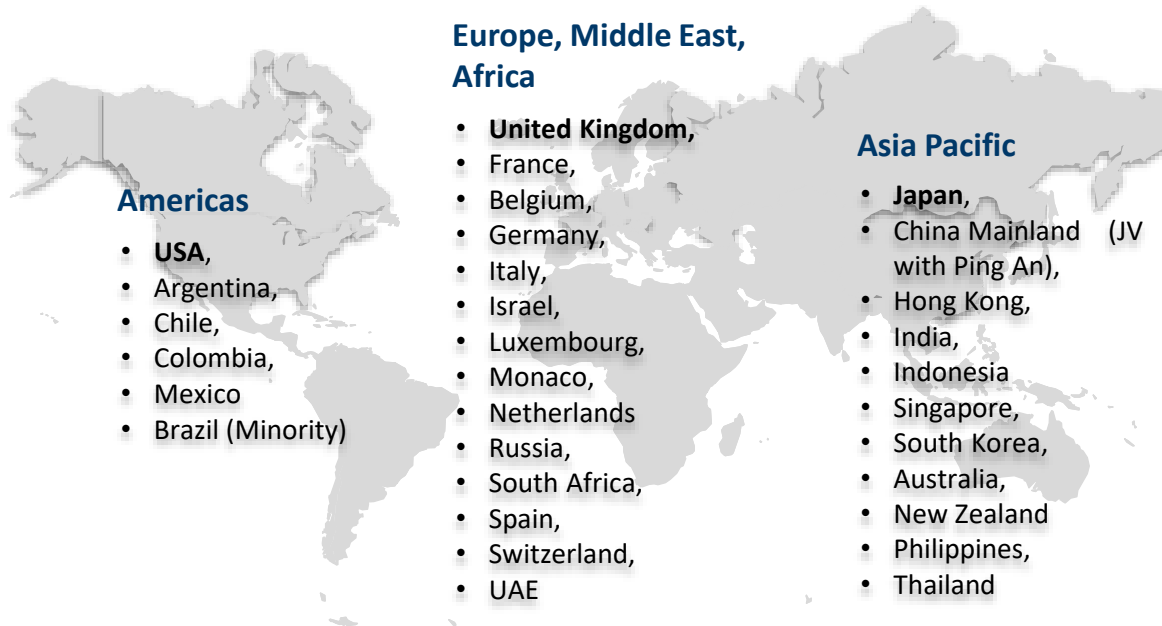 Europe, Middle East,
Africa
• United Kingdom,
• France,
• Belgium,
• Germany,
• Italy,
• Israel,
• Luxembourg,
• Monaco,
• Netherlands
• Russia,
• South Africa,
• Spain,
• Switzerland,
• UAE
Americas
• USA,
• Argentina,
• Chile,
• Colombia,
• Mexico
• Brazil (Minority)
Asia Pacific
• Japan,
• China Mainland (JV
with Ping An),
• Hong Kong,
• India,
• Indonesia
• Singapore,
• South Korea,
• Australia,
• New Zealand
• Philippines,
• Thailand